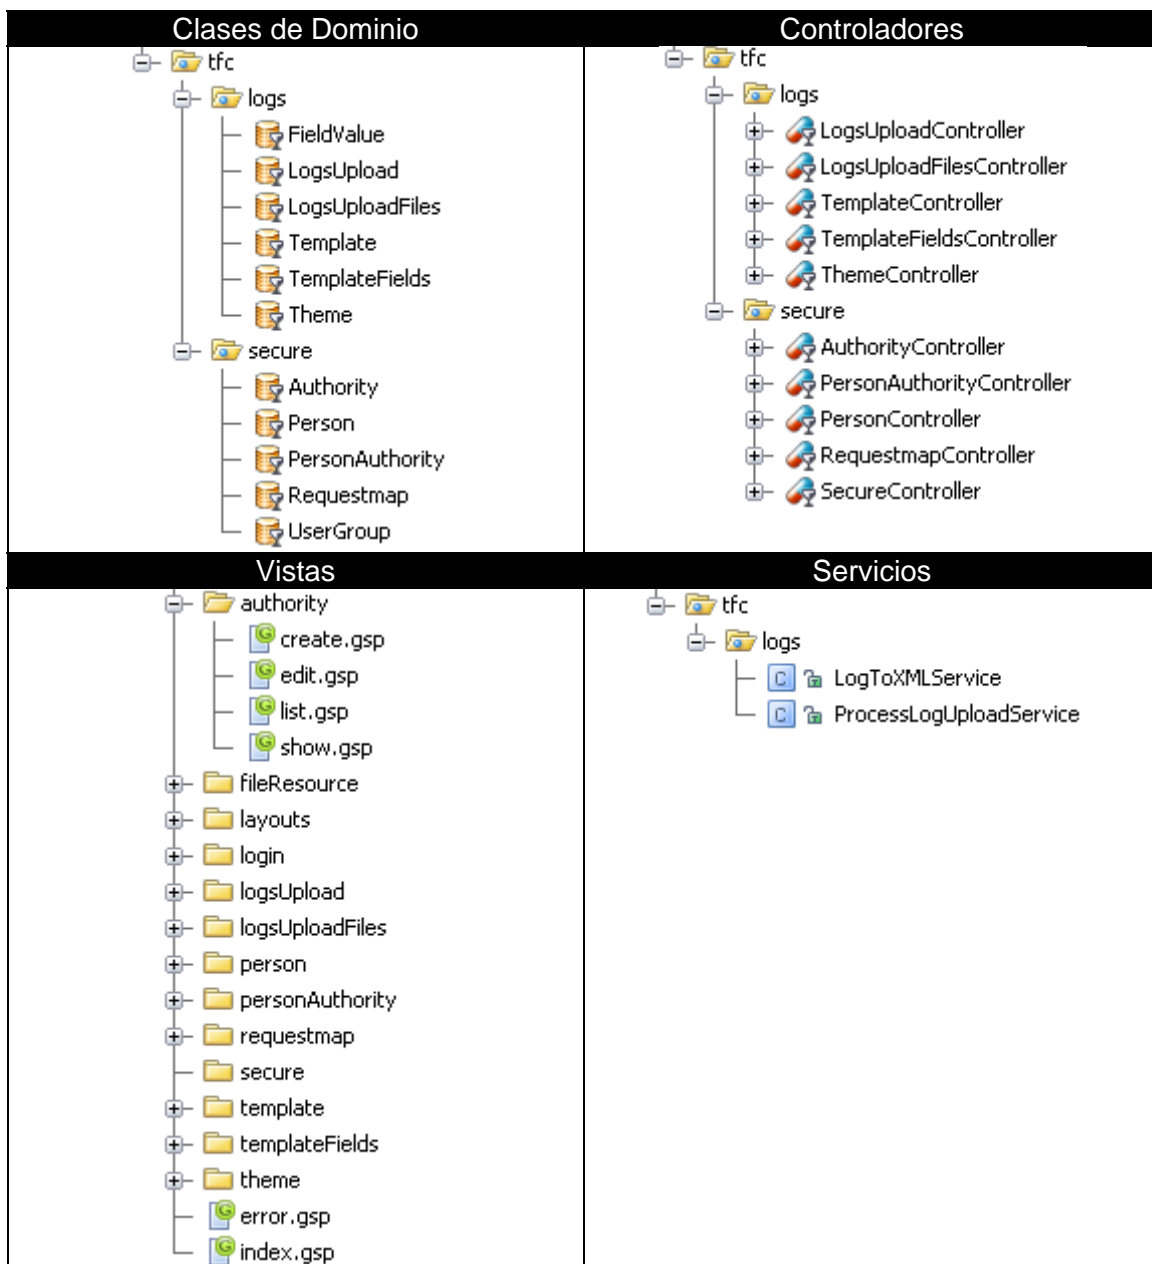 Clases de Dominio
tfc
logs
FieldValue
LogsUpload
LogsUploadFiles
Template
TemplateFields
Theme
secure
Authority
Person
PersonAuthority
Requestmap
UserGroup
Controladores
tfc
logs
LogsUploadController
LogsUploadFilesController
TemplateController
TemplateFieldsController
ThemeController
secure
AuthorityController
PersonAuthorityController
PersonController
RequestmapController
SecureController
Vistas
authority
create.gsp
edit.gsp
list.gsp
show.gsp
fileResource
layouts
login
logsUpload
logsUploadFiles
person
personAuthority
requestmap
secure
template
templateFields
theme
error.gsp
index.gsp
Servicios
tfc
logs
LogToXMLService
ProcessLogUploadService